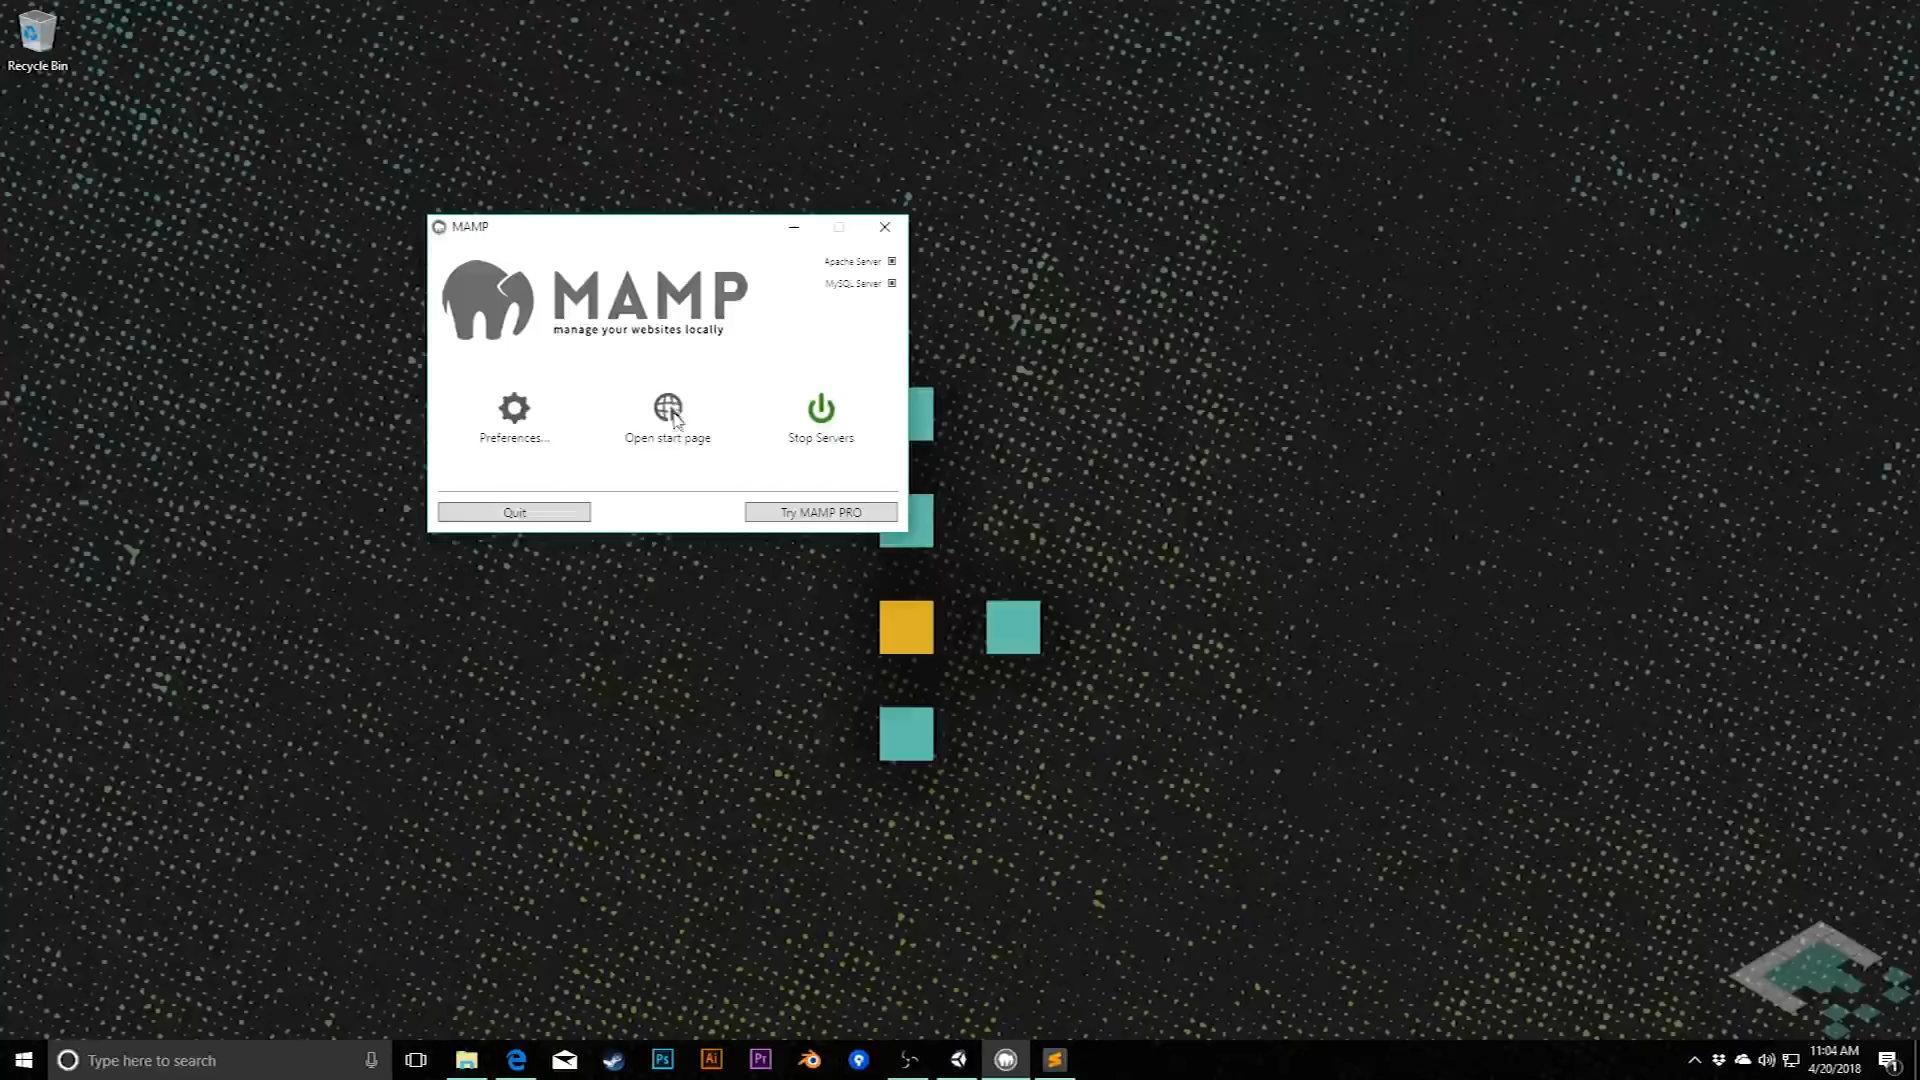 Recycle Bin
MAMP
Apache Server
MySQL Server
MAMP
manage your websites locally
Preferences...
Open start page
Stop Servers
Quit
Try MAMP PRO
Type here to search
Ps
Ai
Pr
11:04 AM
4/20/2018
1